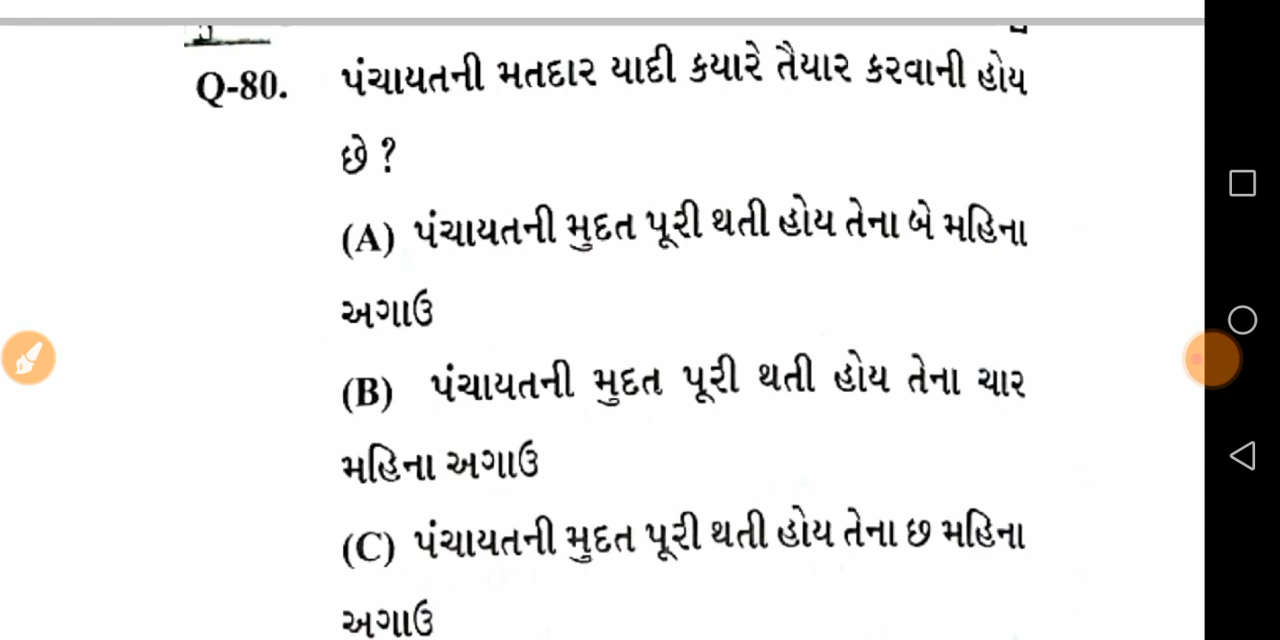 Q-80. પંચાયતની મતદાર યાદી કયારે તૈયાર કરવાની હોય
છે ?
(A) પંચાયતની મુદત પૂરી થતી હોય તેના બે મહિના
અગાઉ
(B) પંચાયતની મુદત પૂરી થતી હોય તેના ચાર
મહિના અગાઉ
(C) પંચાયતની મુદત પૂરી થતી હોય તેના છ મહિના
અગાઉ